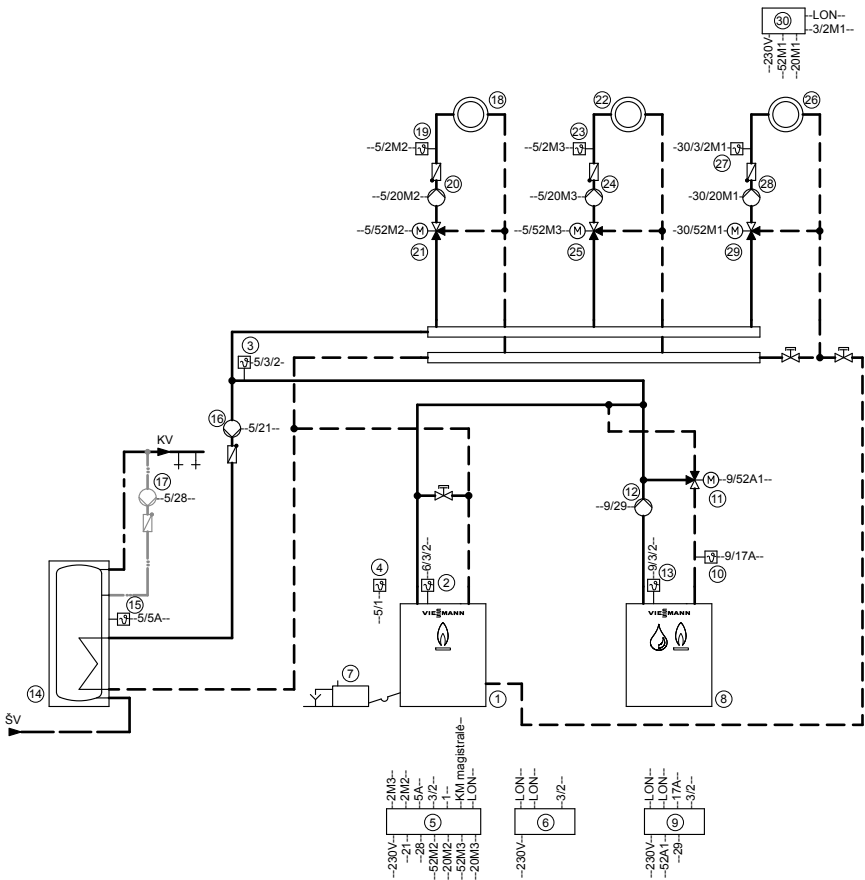 30
--LON--
--3/2M1--
--230V--
--52M1--
--20M1--
18
22
26
19
--5/2M2--
23
--5/2M3--
-30/3/2M1-
27
20
--5/20M2--
24
--5/20M3--
28
-30/20M1-
--5/52M2-
M
21
--5/52M3-
M
25
-30/52M1-
M
29
3
-5/3/2-
16
--5/21--
KV
17
--5/28--
12
--9/29--
M
--9/52A1--
11
--9/17A--
10
4
--5/1--
--6/3/2--
2
--9/3/2--
13
15
--5/5A--
VIESSMANN
VIESSMANN
7
14
1
8
ŠV
--2M3--
--2M2--
--5A--
--3/2--
--1--
--KM magistralė--
--LON--
5
--230V--
--21--
--28--
--52M2--
--20M2--
--52M3--
--20M3--
--LON--
--LON--
--3/2--
6
--230V--
--LON--
--LON--
--17A--
--3/2--
9
--230V--
--52A1--
--29--